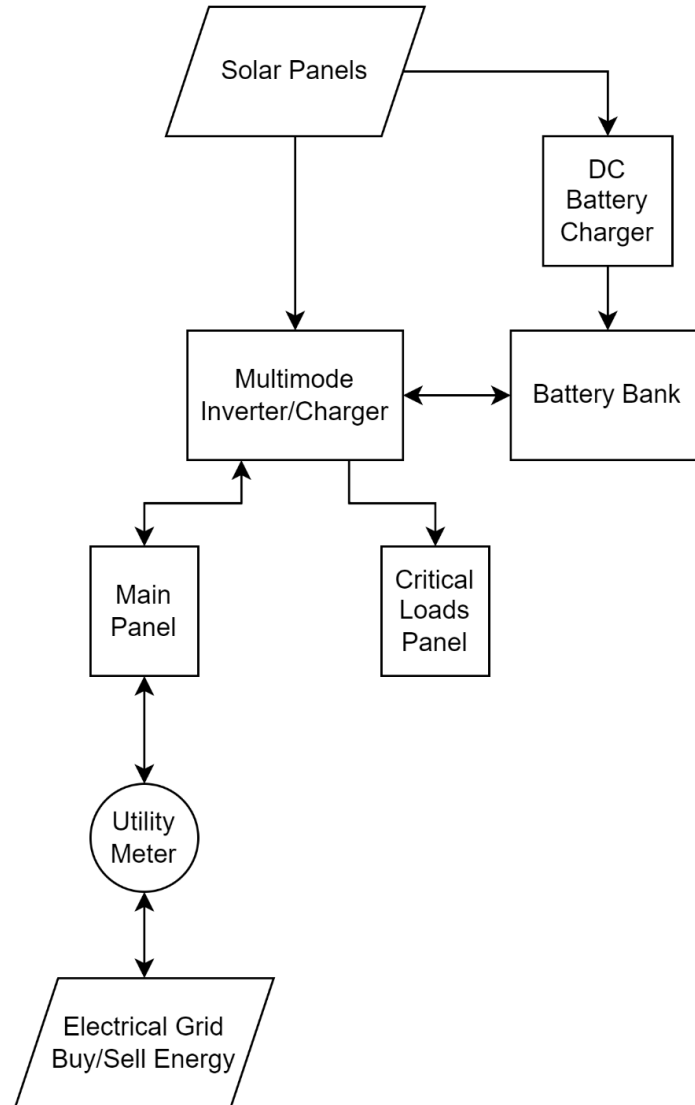 Solar Panels
DC
Battery
Charger
Multimode
Inverter/Charger
Battery Bank
Main
Panel
Critical
Loads
Panel
Utility
Meter
Electrical Grid
Buy/Sell Energy